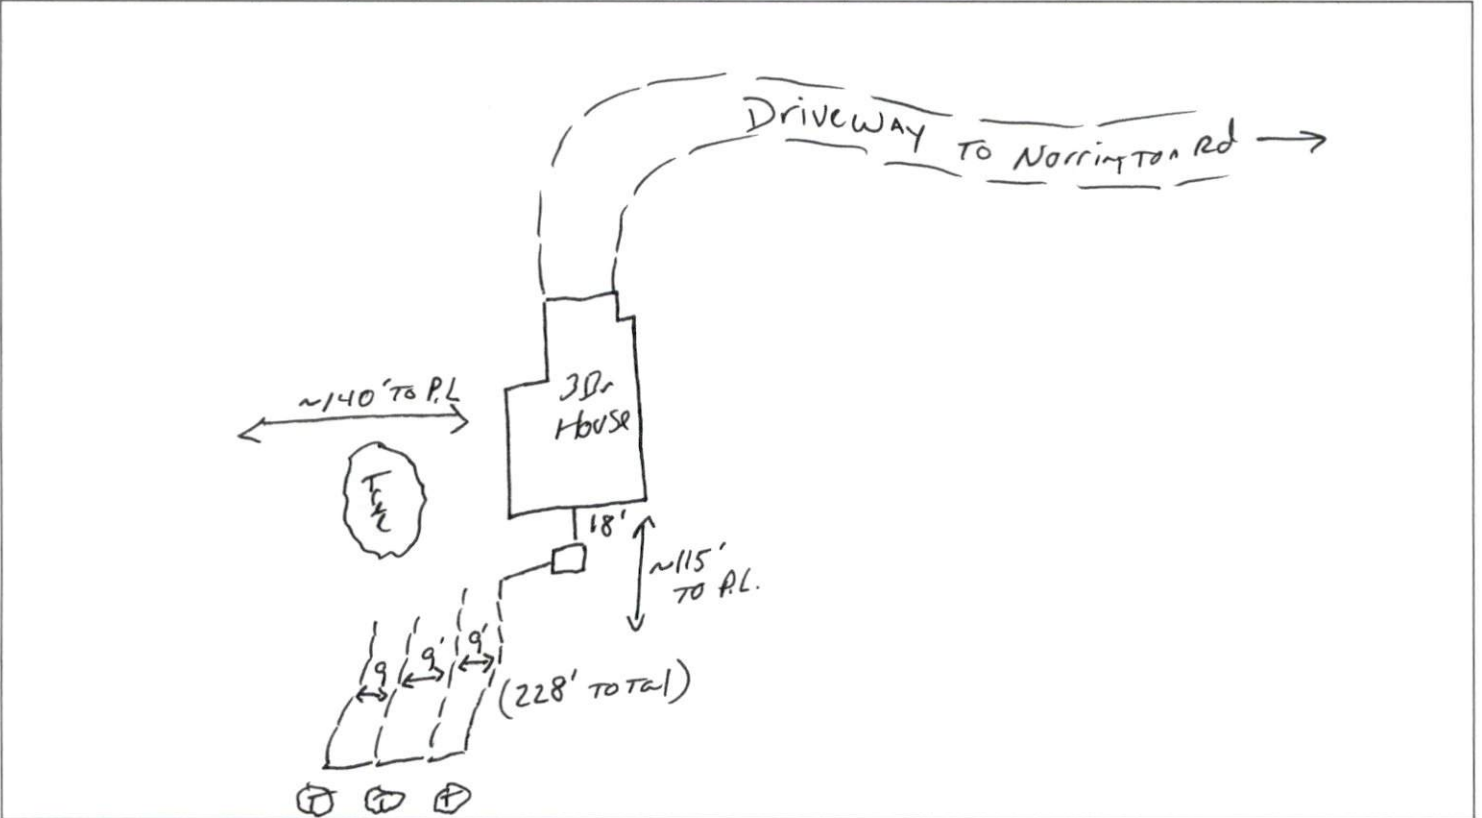 DriveWAY TO Norrington Rd
~140' TO P.L
3Br
House
Tree
18'
~115'
TO P.L.
9
9'
9'
(228' TOTal)
T
T
T